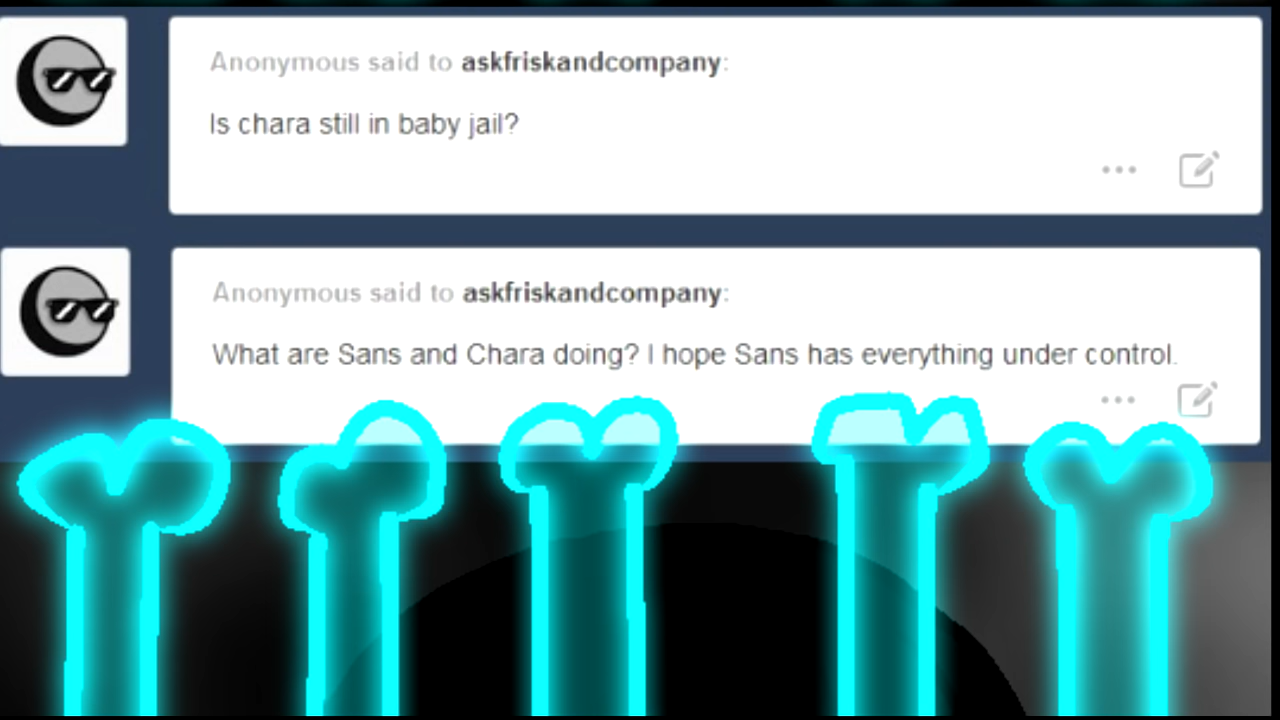 Anonymous said to askfriskandcompany:
Is chara still in baby jail?
Anonymous said to askfriskandcompany:
What are Sans and Chara doing? I hope Sans has everything under control.